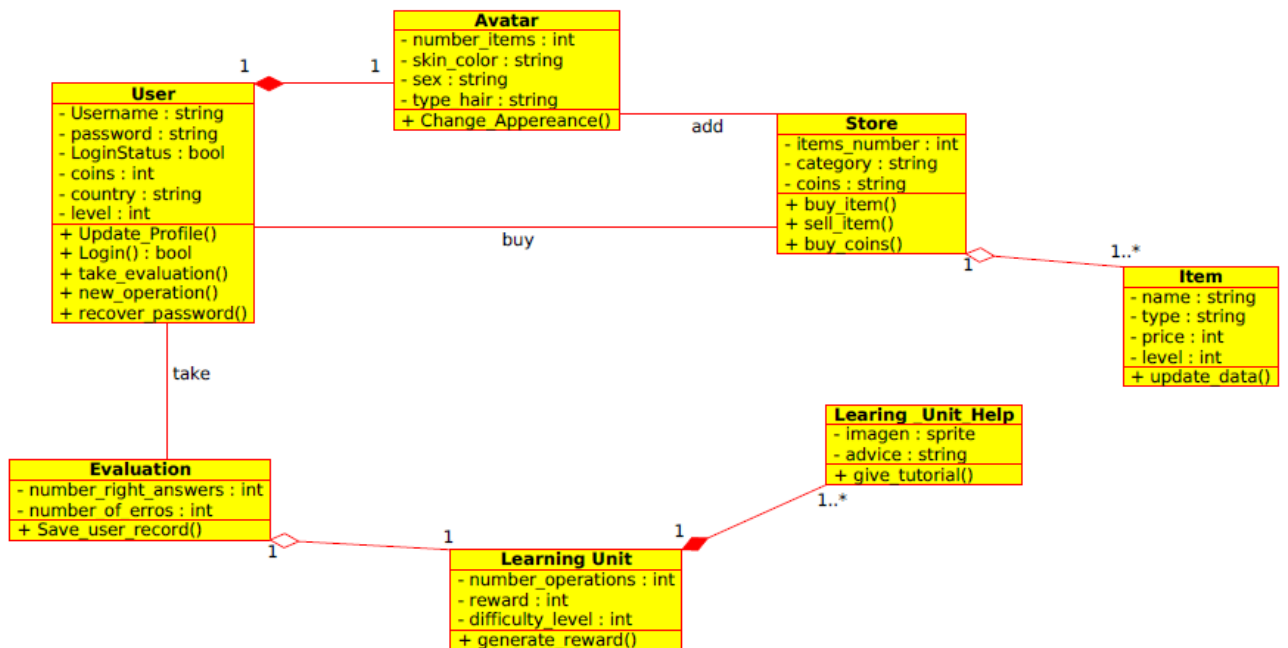 Avatar
- number_items : int
- skin_color : string
- sex : string
- type_hair : string
+ Change_Appereance()
1
1
User
- Username : string
- password : string
- LoginStatus : bool
- coins : int
- country : string
- level : int
+ Update_Profile()
+ Login() : bool
+ take_evaluation()
+ new_operation()
+ recover_password()
add
Store
- items_number : int
- category : string
- coins : string
+ buy_item()
+ sell_item()
+ buy_coins()
buy
1
1..*
Item
- name : string
- type : string
- price : int
- level : int
+ update_data()
take
Learing_Unit_Help
- imagen : sprite
- advice : string
+ give_tutorial()
1..*
Evaluation
- number_right_answers : int
- number_of_erros : int
+ Save_user_record()
1
1
1
Learning Unit
- number_operations : int
- reward : int
- difficulty_level : int
+ generate_reward()